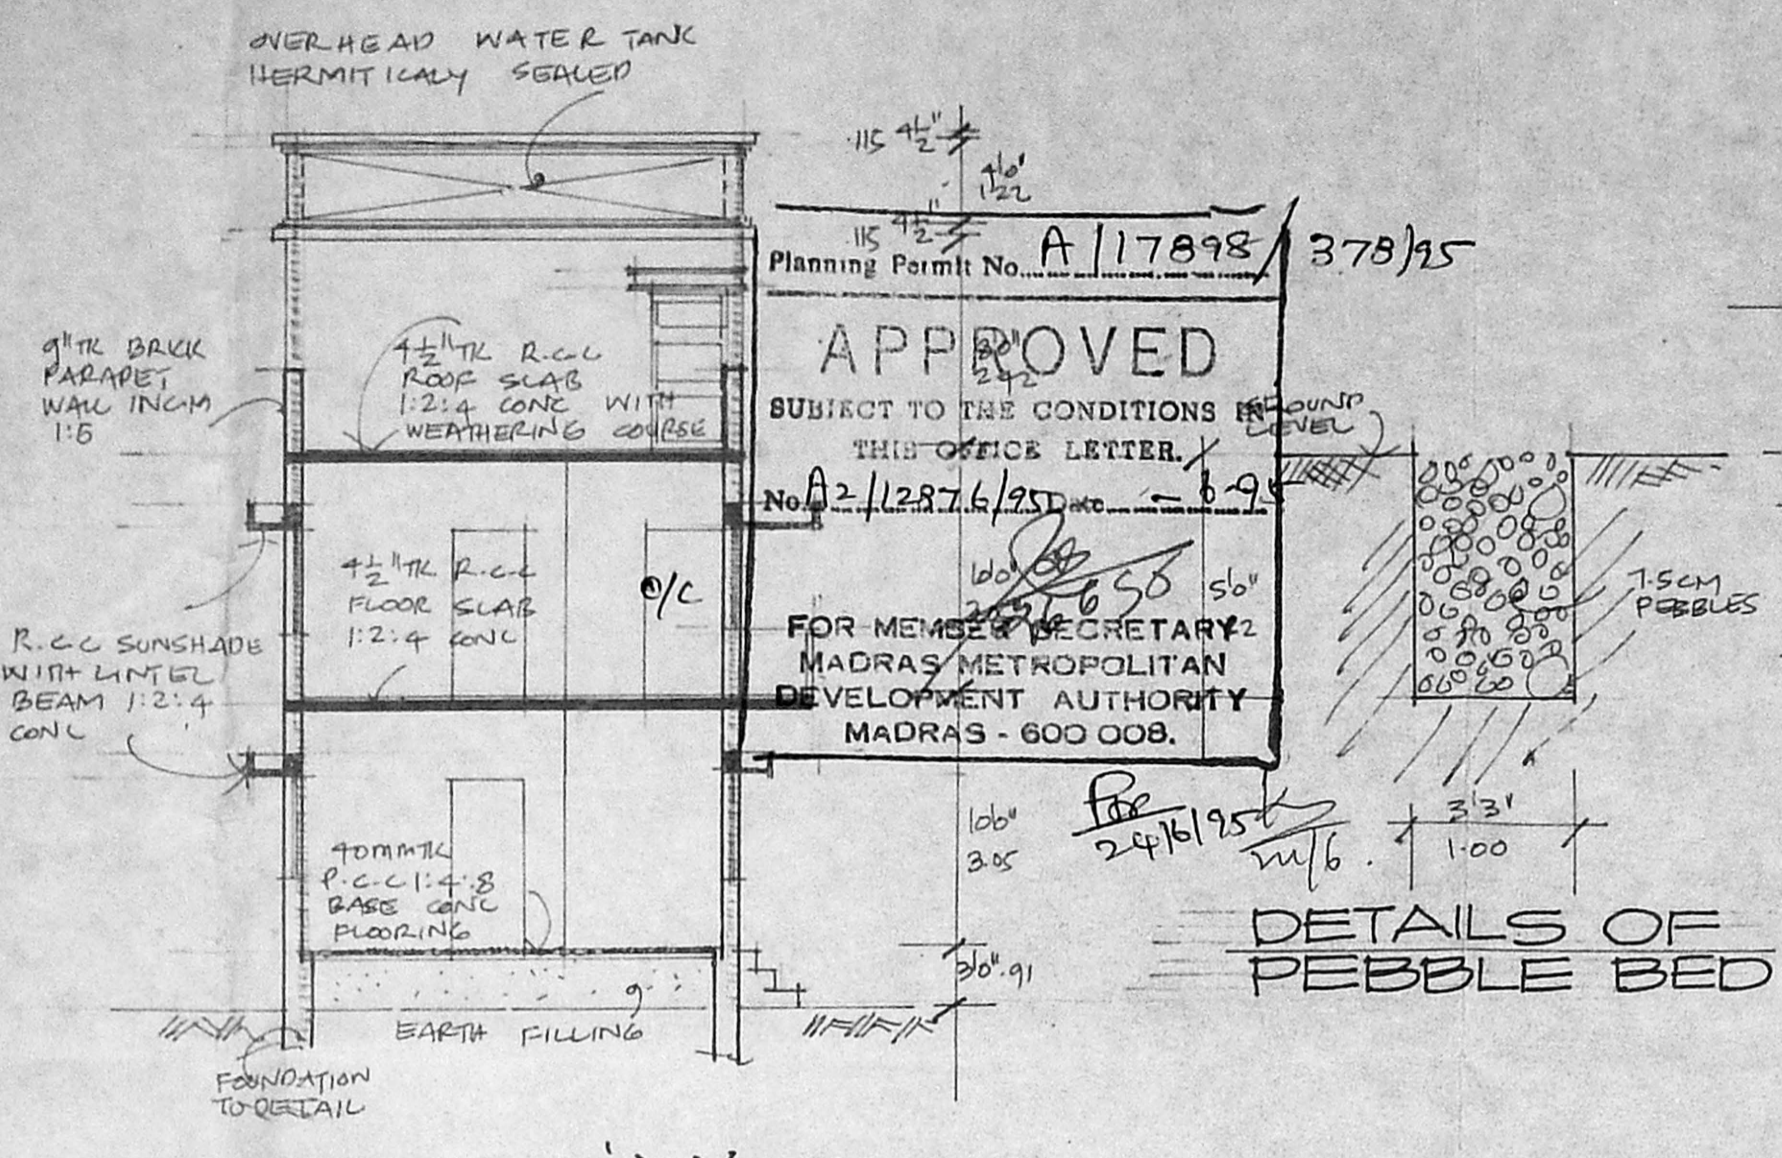 OVERHEAD WATER TANK
HERMITICALY SEALED
.115 4½"
4'0"
1.22
.115 4½"
Planning Permit No. A/17898/378/95
APPROVED
8'0"
2.42
SUBJECT TO THE CONDITIONS IN
THIS OFFICE LETTER.
No. A2/12876/95 Date - 6-95
FOR MEMBER SECRETARY
MADRAS METROPOLITAN
DEVELOPMENT AUTHORITY
MADRAS - 600 008.
24/6/95
9" TK BRICK
PARAPET
WALL IN CM
1:5
4½" TK R.C.C
ROOF SLAB
1:2:4 CONC WITH
WEATHERING COURSE
4½" TK R.C.C
FLOOR SLAB
1:2:4 CONC
O/C
R.C.C SUNSHADE
WITH LINTEL
BEAM 1:2:4
CONC
5'0"
10'0"
3.05
40MM TK
P.C.C 1:4:8
BASE CONC
FLOORING
3'0" .91
EARTH FILLING
FOUNDATION
TO DETAIL
GROUND
LEVEL
7.5CM
PEBBLES
3'3"
1.00
DETAILS OF
PEBBLE BED